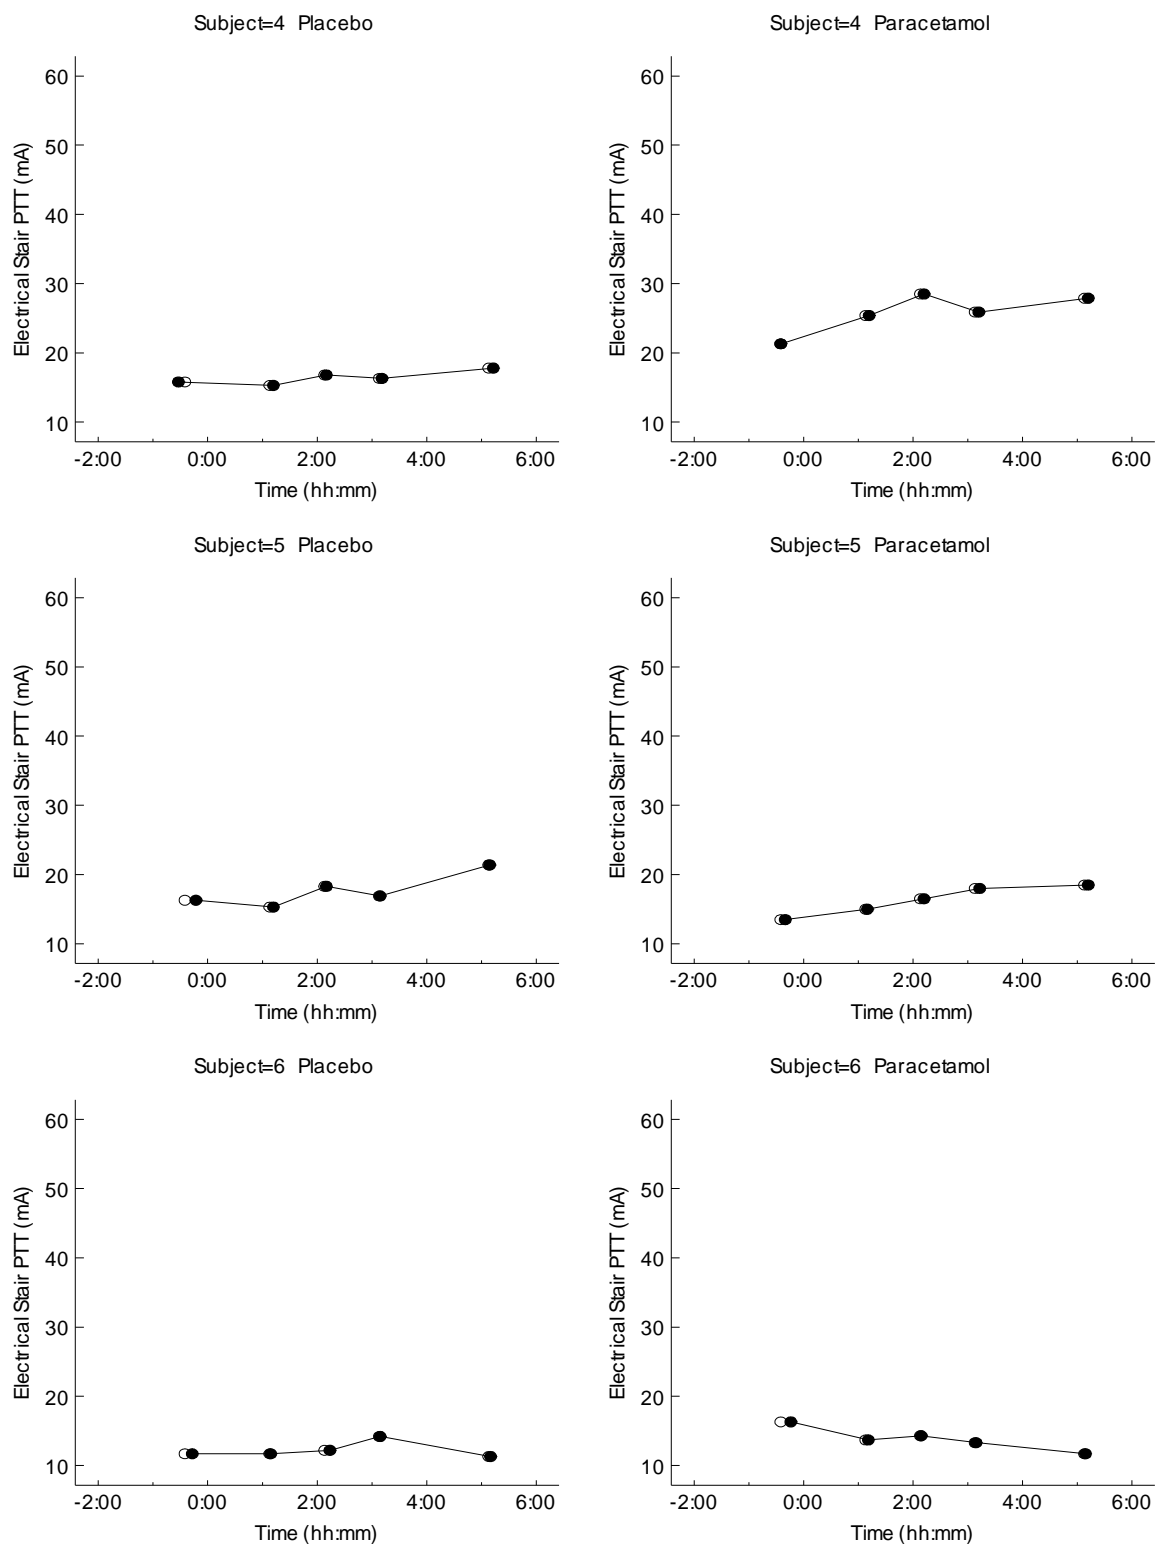 Subject=4 Placebo
Electrical Stair PTT (mA)
60
50
40
30
20
10
-2:00 0:00 2:00 4:00 6:00
Time (hh:mm)
Subject=4 Paracetamol
Electrical Stair PTT (mA)
60
50
40
30
20
10
-2:00 0:00 2:00 4:00 6:00
Time (hh:mm)
Subject=5 Placebo
Electrical Stair PTT (mA)
60
50
40
30
20
10
-2:00 0:00 2:00 4:00 6:00
Time (hh:mm)
Subject=5 Paracetamol
Electrical Stair PTT (mA)
60
50
40
30
20
10
-2:00 0:00 2:00 4:00 6:00
Time (hh:mm)
Subject=6 Placebo
Electrical Stair PTT (mA)
60
50
40
30
20
10
-2:00 0:00 2:00 4:00 6:00
Time (hh:mm)
Subject=6 Paracetamol
Electrical Stair PTT (mA)
60
50
40
30
20
10
-2:00 0:00 2:00 4:00 6:00
Time (hh:mm)